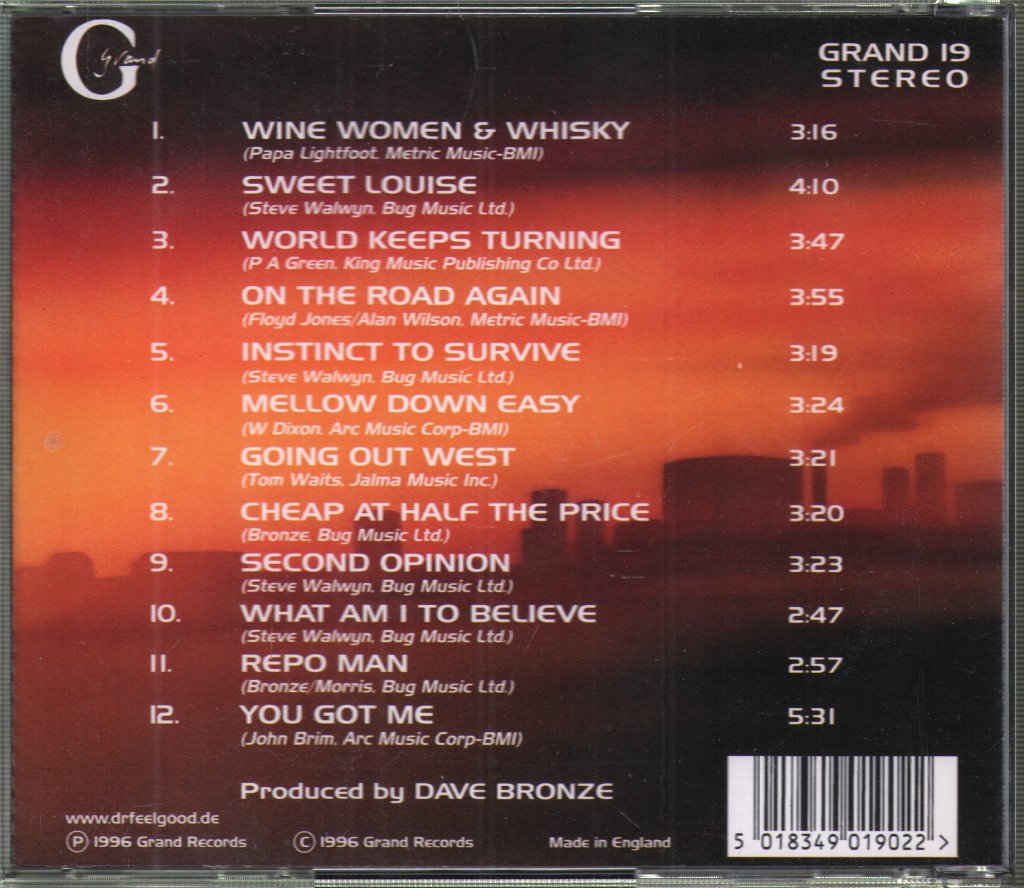 G
Grand
GRAND 19
STEREO
1. WINE WOMEN & WHISKY 3:16
(Papa Lightfoot. Metric Music-BMI)
2. SWEET LOUISE 4:10
(Steve Walwyn. Bug Music Ltd.)
3. WORLD KEEPS TURNING 3:47
(P A Green. King Music Publishing Co Ltd.)
4. ON THE ROAD AGAIN 3:55
(Floyd Jones/Alan Wilson. Metric Music-BMI)
5. INSTINCT TO SURVIVE 3:19
(Steve Walwyn. Bug Music Ltd.)
6. MELLOW DOWN EASY 3:24
(W Dixon. Arc Music Corp-BMI)
7. GOING OUT WEST 3:21
(Tom Waits. Jalma Music Inc.)
8. CHEAP AT HALF THE PRICE 3:20
(Bronze. Bug Music Ltd.)
9. SECOND OPINION 3:23
(Steve Walwyn. Bug Music Ltd.)
10. WHAT AM I TO BELIEVE 2:47
(Steve Walwyn. Bug Music Ltd.)
11. REPO MAN 2:57
(Bronze/Morris. Bug Music Ltd.)
12. YOU GOT ME 5:31
(John Brim. Arc Music Corp-BMI)
Produced by DAVE BRONZE
www.drfeelgood.de
Ⓟ 1996 Grand Records © 1996 Grand Records Made in England
5 018349 019022 >